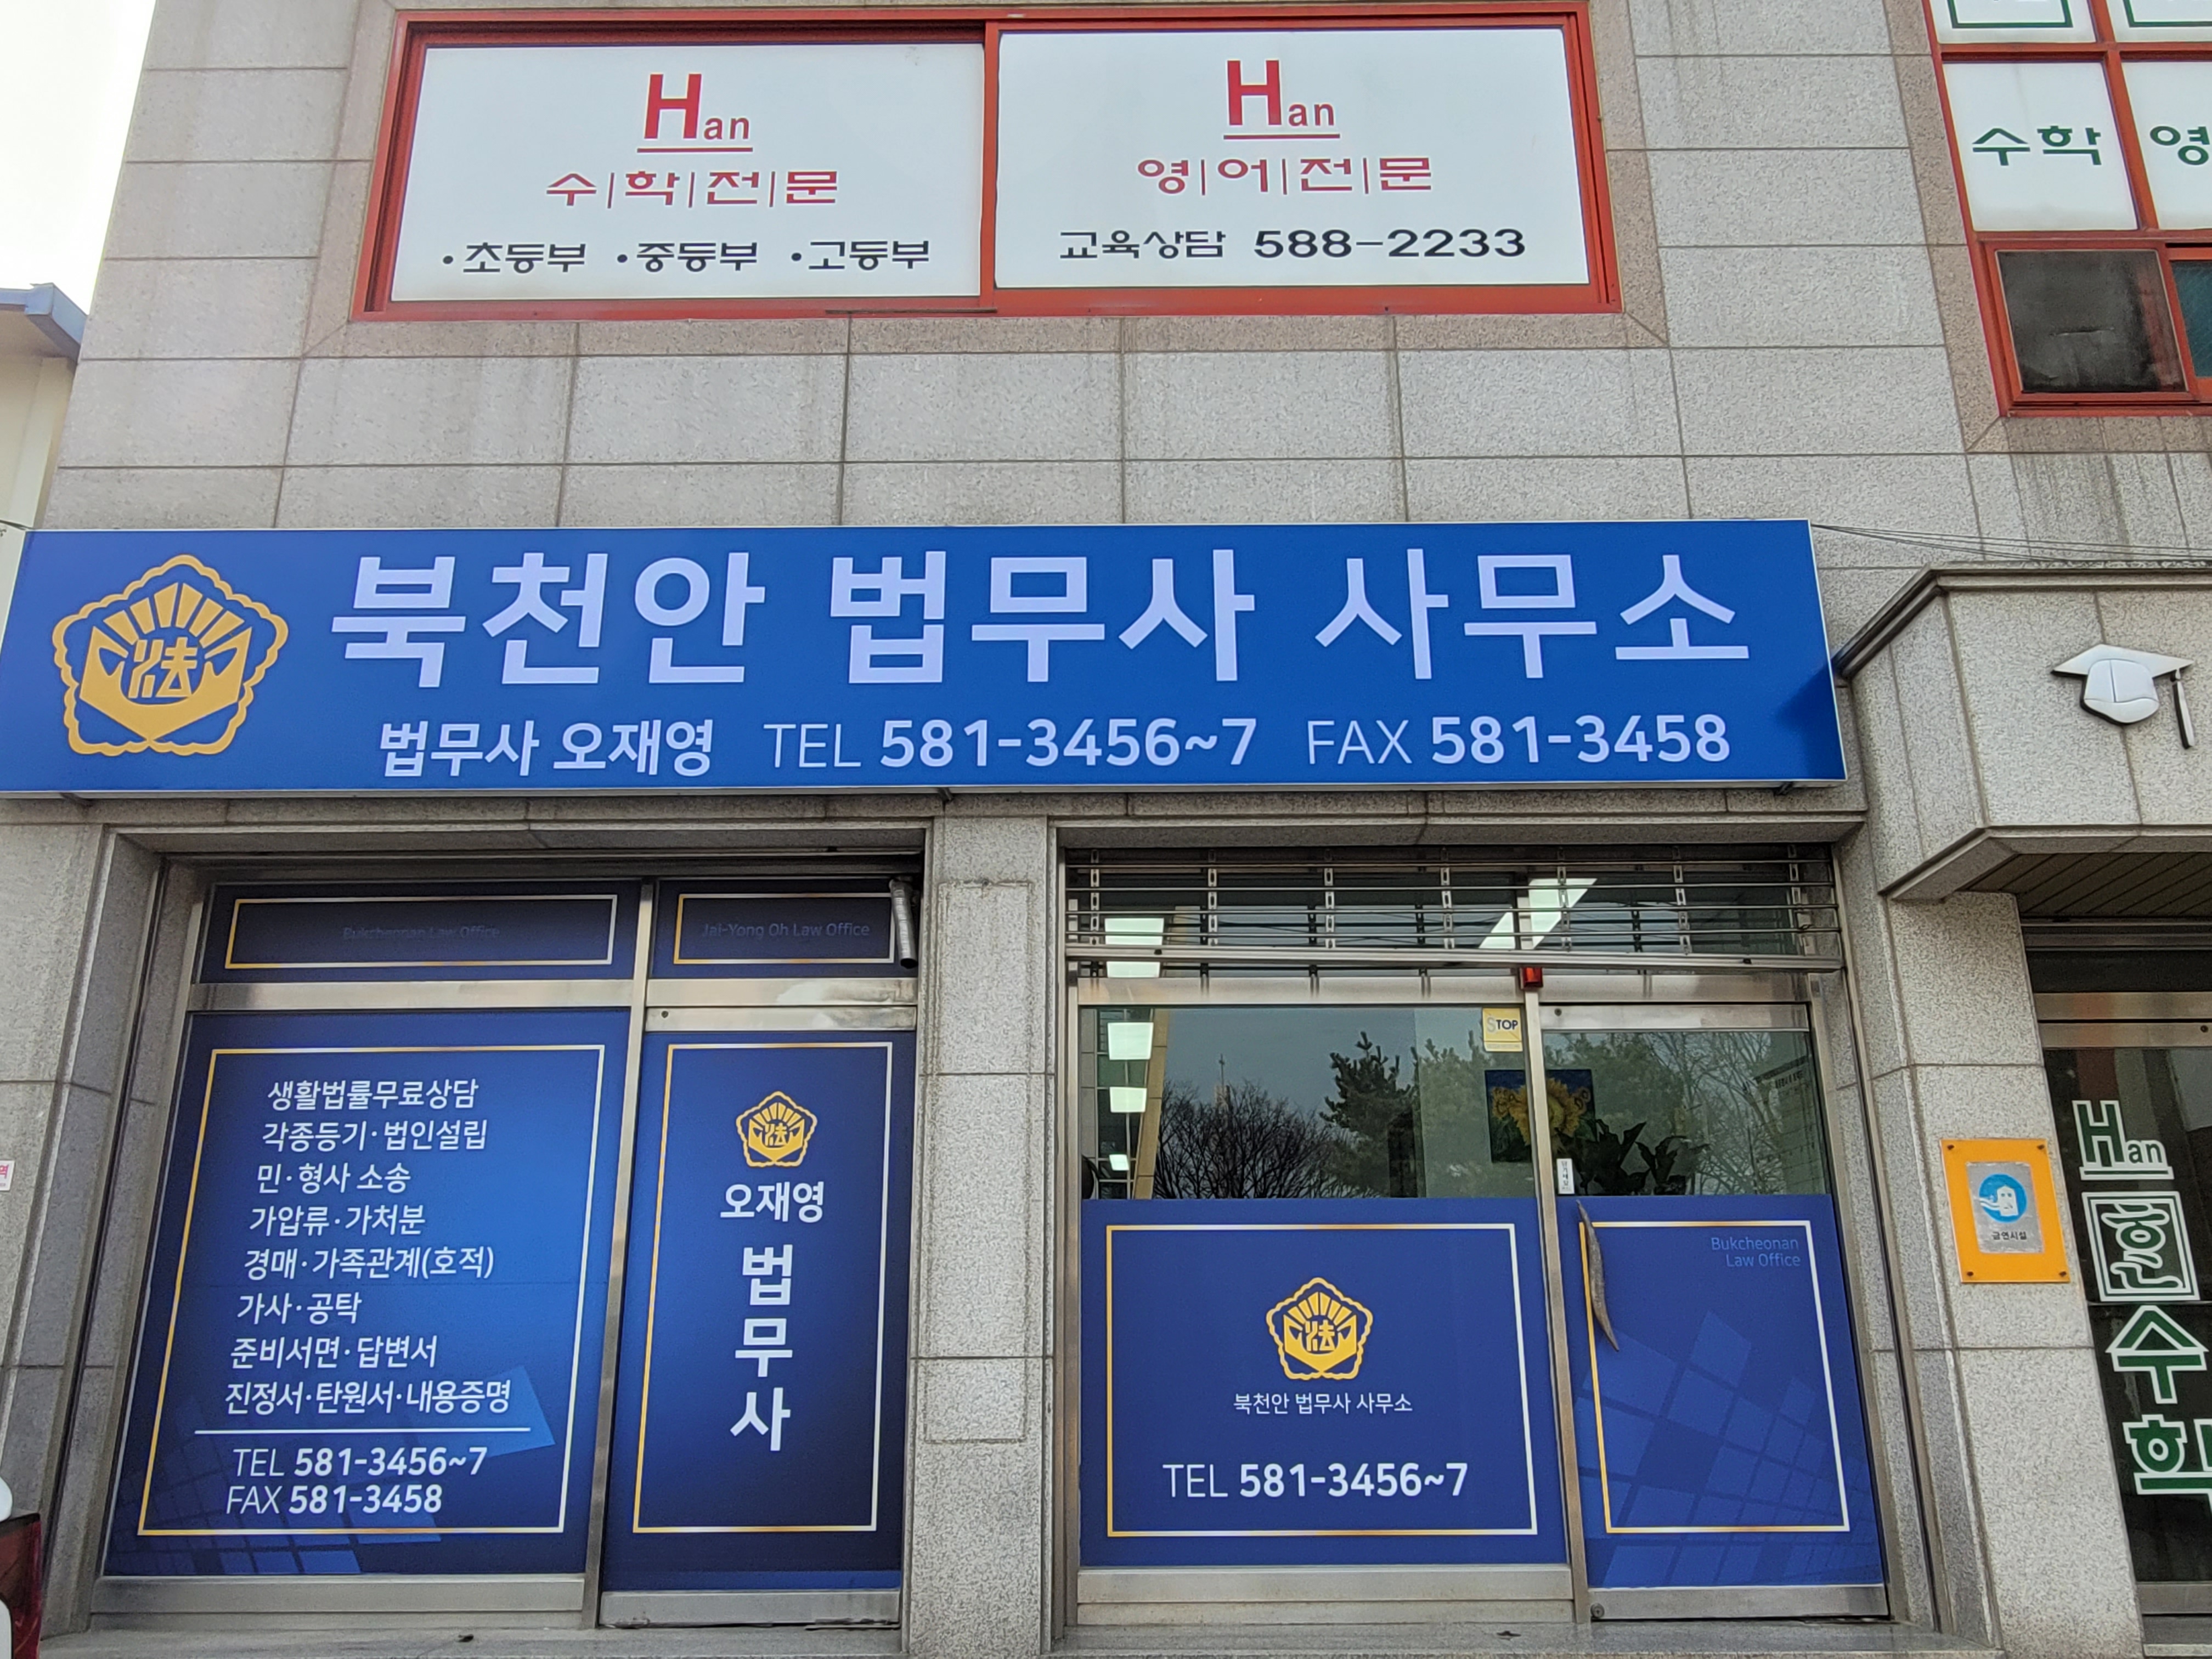 Han
수|학|전|문
·초등부 ·중등부 ·고등부
Han
영|어|전|문
교육상담 588-2233
수학 영
북천안 법무사 사무소
법무사 오재영 TEL 581-3456~7 FAX 581-3458
法
Bukcheonan Law Office
Jai-Yong Oh Law Office
생활법률무료상담
각종등기·법인설립
민·형사 소송
가압류·가처분
경매·가족관계(호적)
가사·공탁
준비서면·답변서
진정서·탄원서·내용증명
TEL 581-3456~7
FAX 581-3458
法
오재영
법무사
STOP
法
북천안 법무사 사무소
TEL 581-3456~7
Bukcheonan
Law Office
금연시설
Han
한
수
학